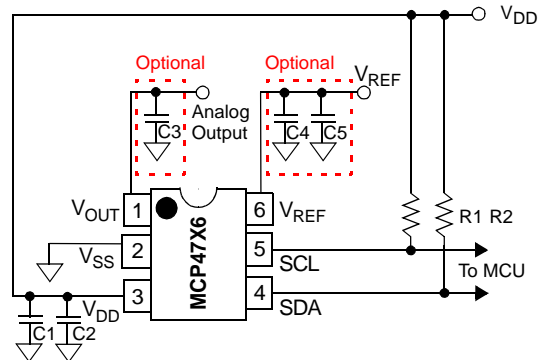 VDD
Optional
Optional
VREF
Analog
Output
C3
C4
C5
VOUT
1
6
VREF
MCP47X6
R1 R2
VSS
2
5
SCL
To MCU
VDD
3
4
SDA
C1
C2